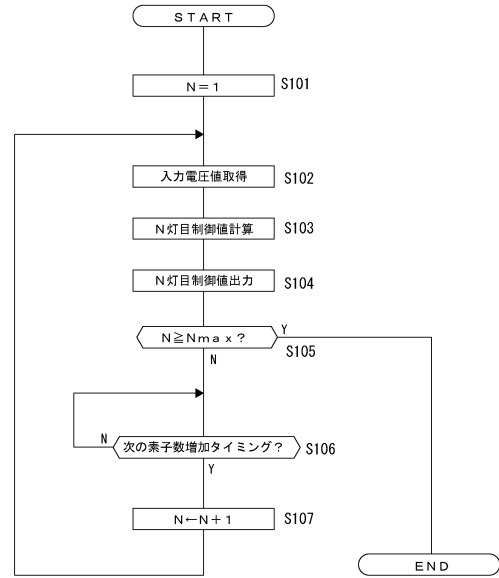 ＳＴＡＲＴ
Ｎ＝１
S101
入力電圧値取得
S102
Ｎ灯目制御値計算
S103
Ｎ灯目制御値出力
S104
Ｎ≧Ｎｍａｘ？
Y
S105
N
N
次の素子数増加タイミング？
S106
Y
Ｎ←Ｎ＋１
S107
ＥＮＤ